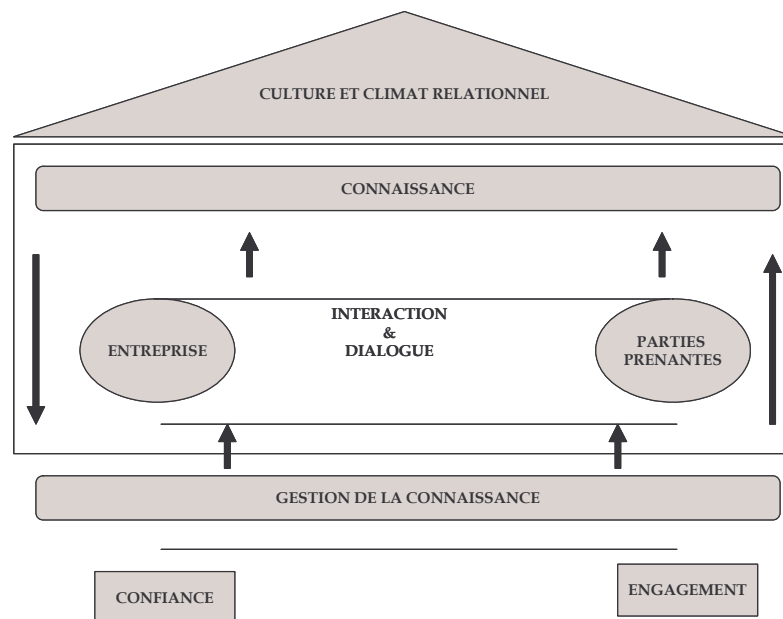 CULTURE ET CLIMAT RELATIONNEL
CONNAISSANCE
INTERACTION
&
DIALOGUE
ENTREPRISE
PARTIES
PRENANTES
GESTION DE LA CONNAISSANCE
CONFIANCE
ENGAGEMENT